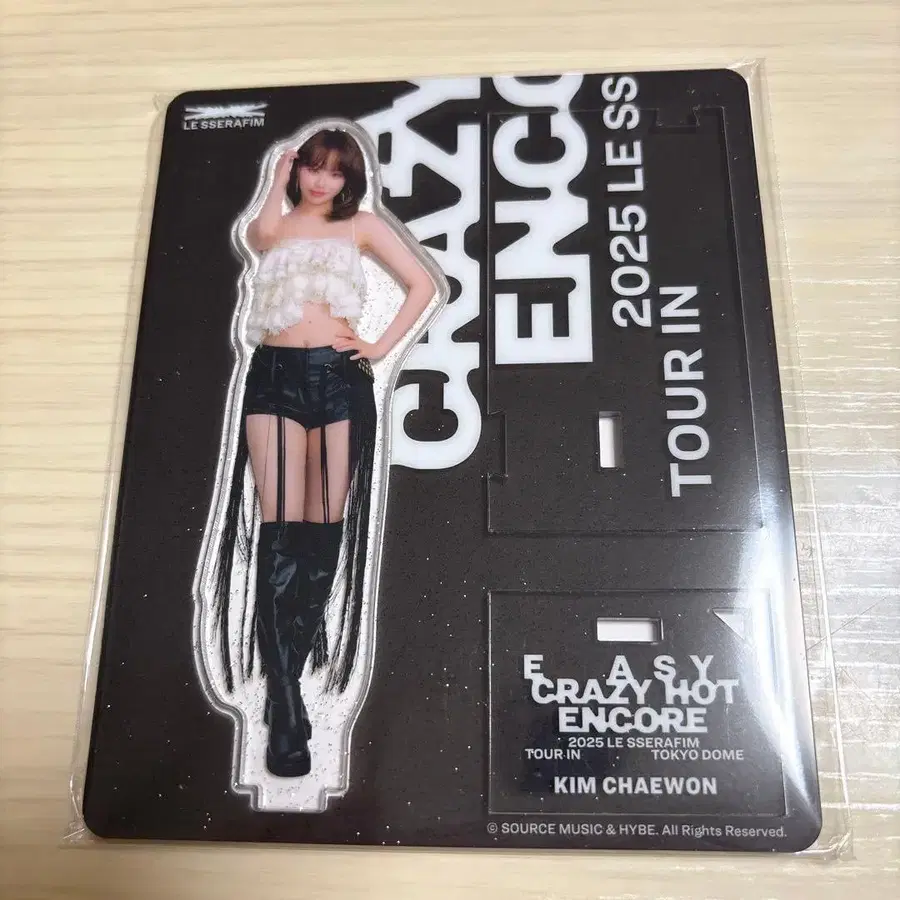 LE SSERAFIM
CRAZY
ENCO
2025 LE SS
TOUR IN
EASY
CRAZY HOT
ENCORE
2025 LE SSERAFIM
TOUR IN TOKYO DOME
KIM CHAEWON
© SOURCE MUSIC & HYBE. All Rights Reserved.